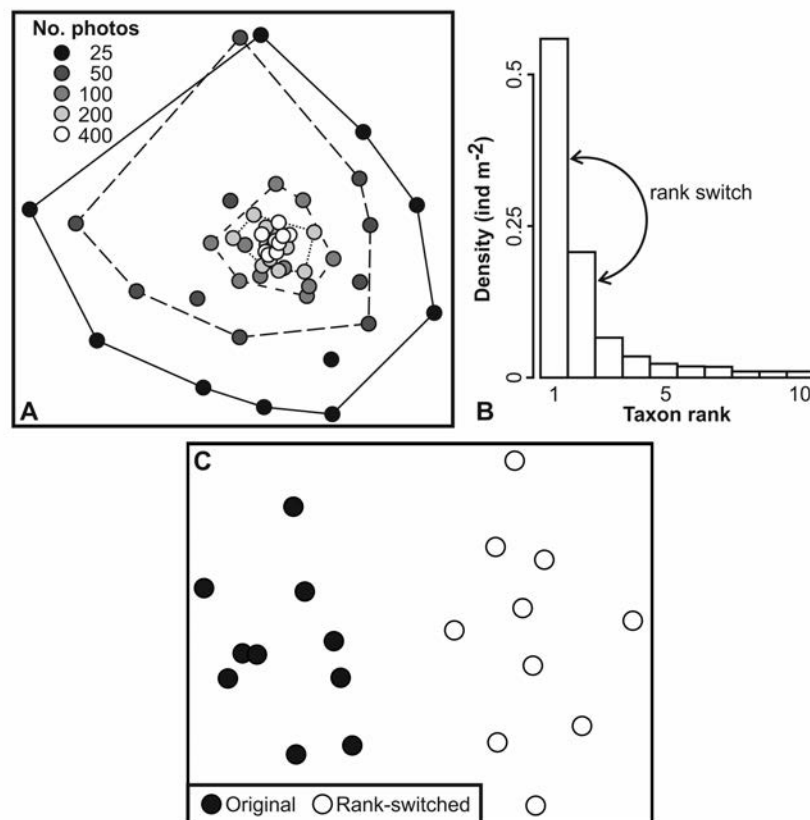 No. photos
25
50
100
200
400
A
Density (ind m-2)
0.5
0.25
0
rank switch
1
5
10
B
Taxon rank
C
Original
Rank-switched